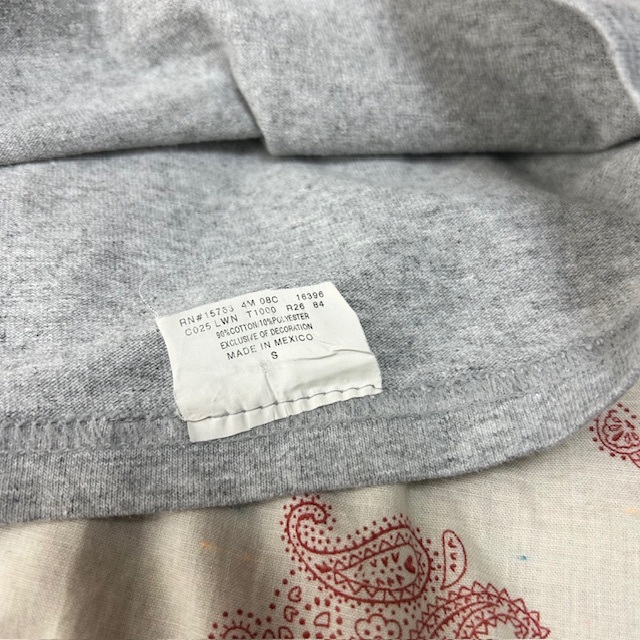 RN#15763 4M 08C 16396
C025 LWN T1000 R26 84
90%COTTON/10%POLYESTER
EXCLUSIVE OF DECORATION
MADE IN MEXICO
S